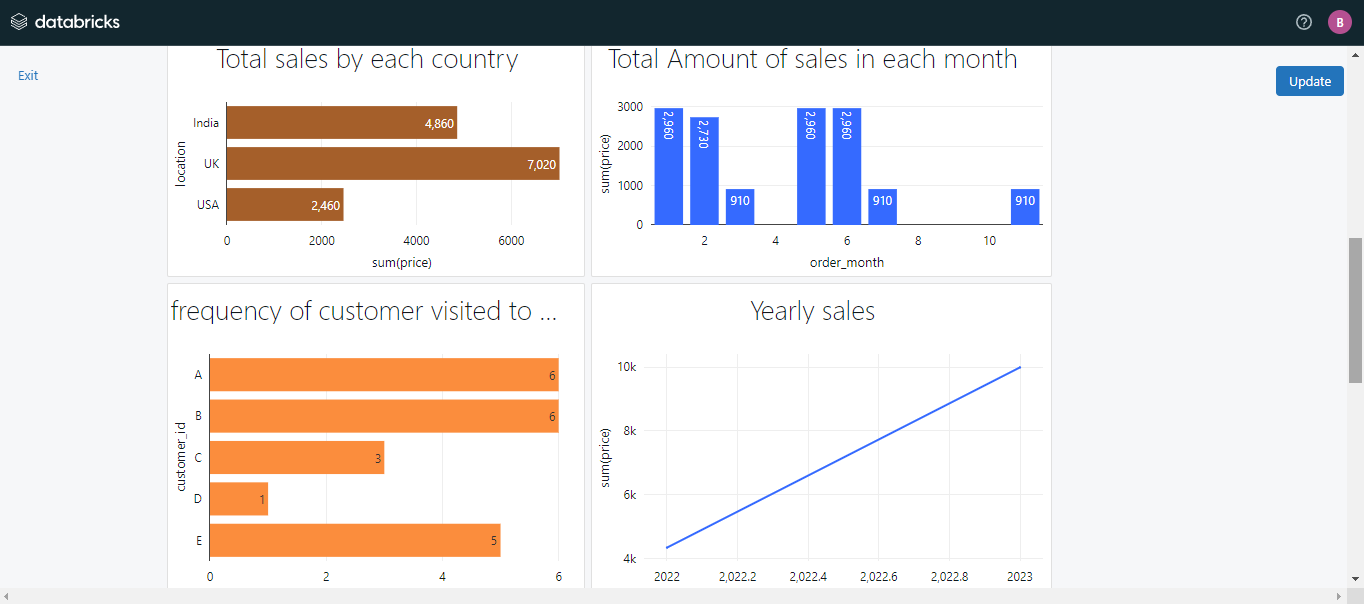 databricks
?
B
Exit
Update
Total sales by each country
location
India
UK
USA
4,860
7,020
2,460
0 2000 4000 6000
sum(price)
Total Amount of sales in each month
sum(price)
3000
2000
1000
0
2,960
2,730
910
2,960
2,960
910
910
2 4 6 8 10
order_month
frequency of customer visited to ...
customer_id
A
B
C
D
E
6
6
3
1
5
0 2 4 6
Yearly sales
sum(price)
10k
8k
6k
4k
2022 2,022.2 2,022.4 2,022.6 2,022.8 2023